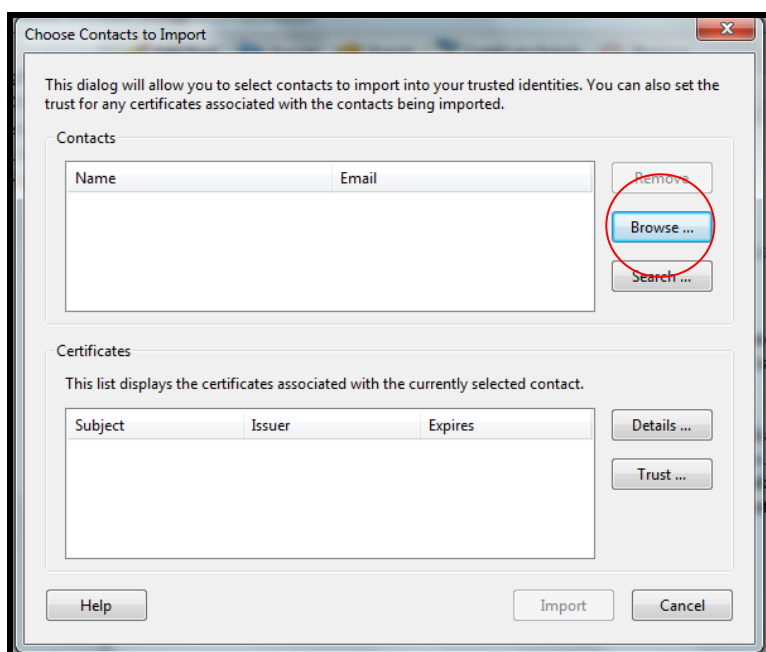 Choose Contacts to Import
This dialog will allow you to select contacts to import into your trusted identities. You can also set the
trust for any certificates associated with the contacts being imported.
Contacts
Name Email
Remove
Browse ...
Search ...
Certificates
This list displays the certificates associated with the currently selected contact.
Subject Issuer Expires
Details ...
Trust ...
Help Import Cancel